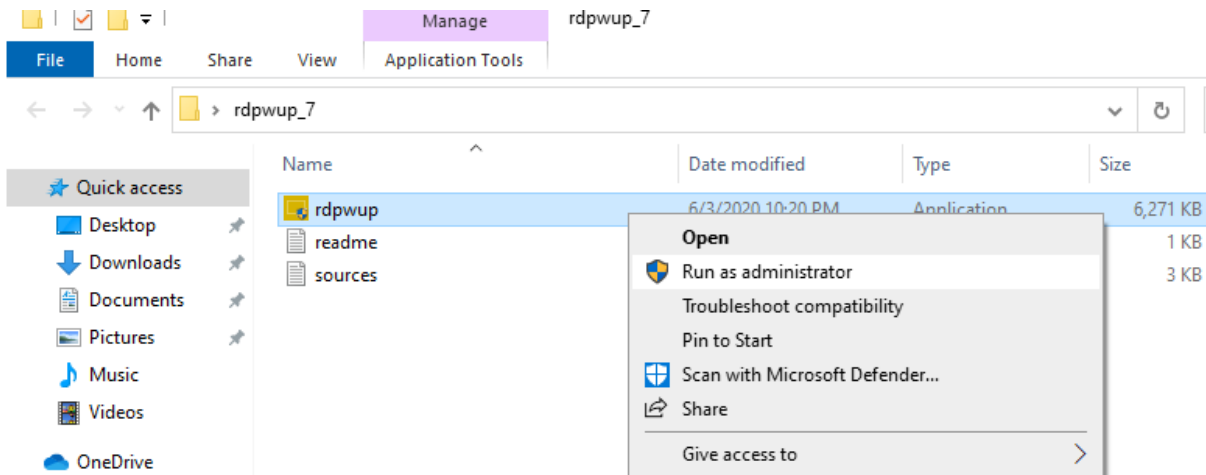 Manage rdpwup_7
File Home Share View Application Tools
rdpwup_7
Name Date modified Type Size
Quick access
rdpwup 6/3/2020 10:20 PM Application 6,271 KB
Desktop
readme 1 KB
Downloads
sources 3 KB
Documents
Pictures
Music
Videos
OneDrive
Open
Run as administrator
Troubleshoot compatibility
Pin to Start
Scan with Microsoft Defender...
Share
Give access to